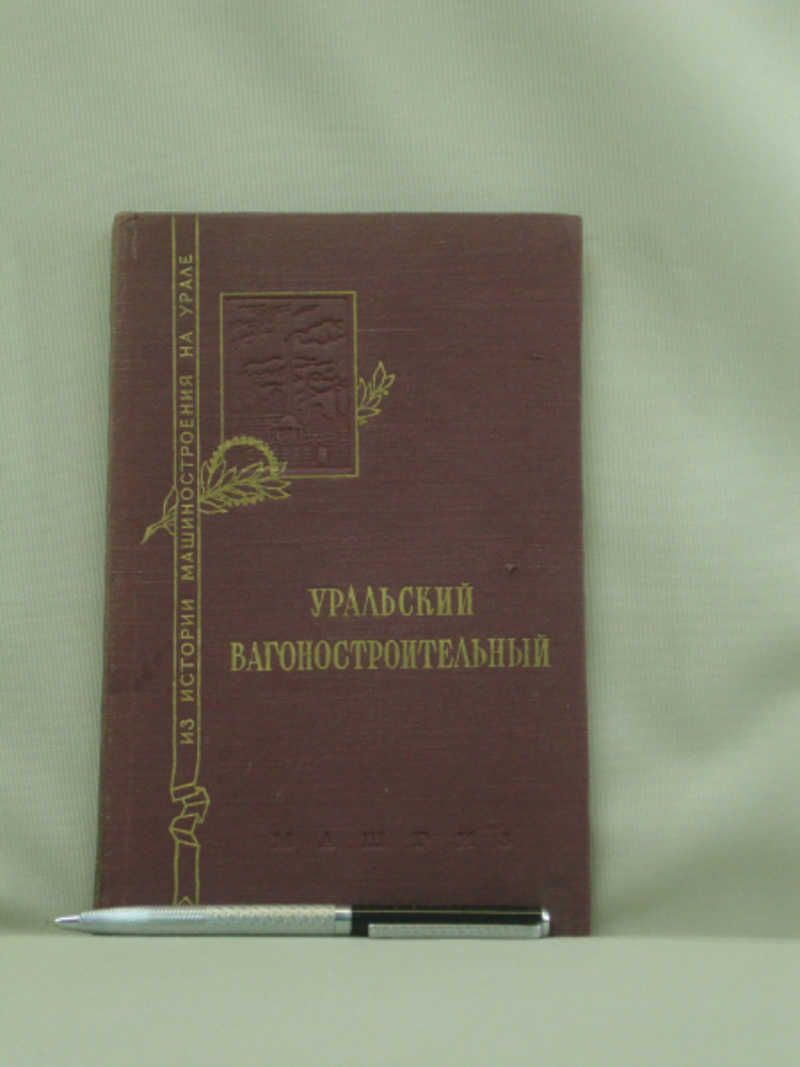 ИЗ ИСТОРИИ МАШИНОСТРОЕНИЯ НА УРАЛЕ
УРАЛЬСКИЙ
ВАГОНОСТРОИТЕЛЬНЫЙ
МАШГИЗ